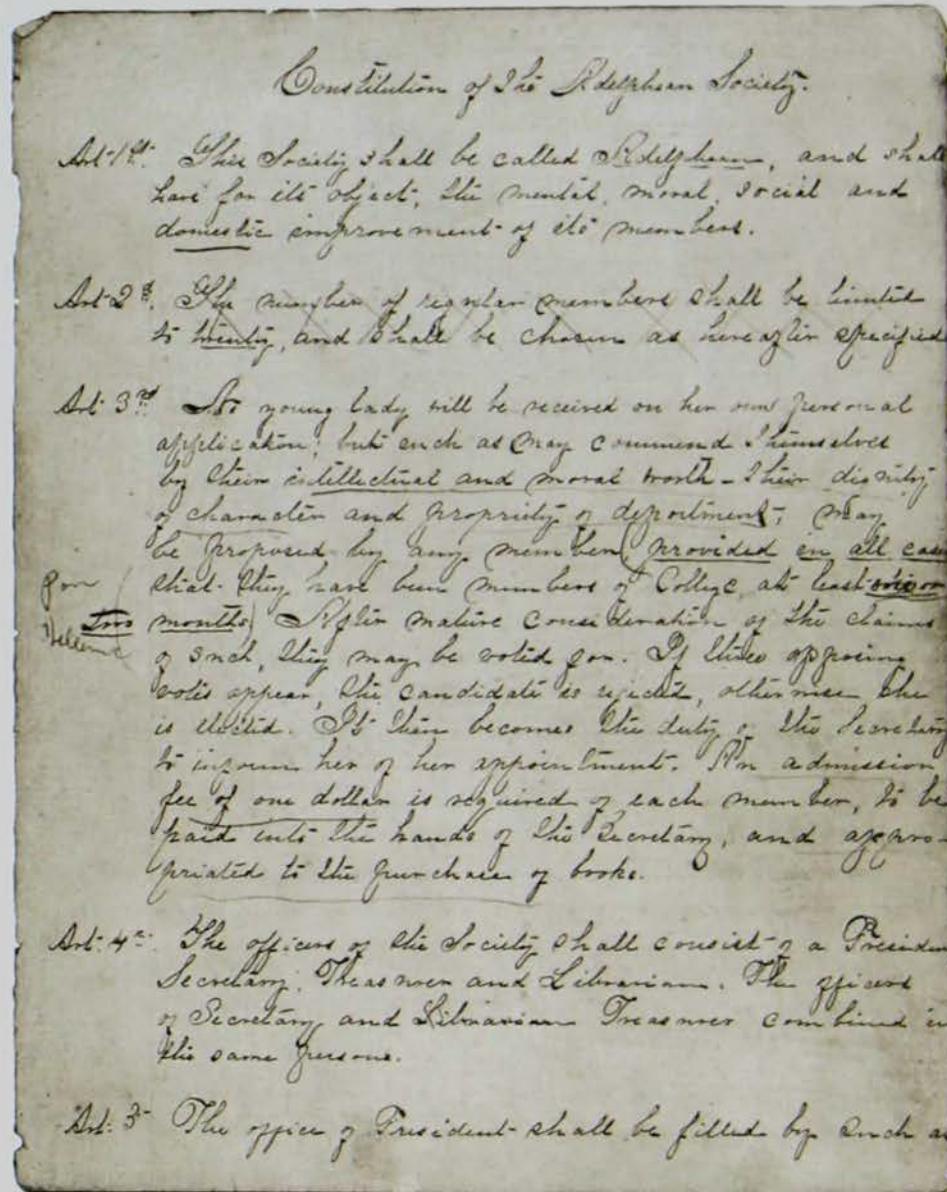 Constitution of The Adelphean Society.
Art. 1st. This Society shall be called Adelphean, and shall
have for its object, the mental, moral, social and
domestic improvement of its members.
Art 2d. The number of regular members shall be limited
to twenty, and shall be chosen as hereafter specified
Art 3rd No young lady will be received on her own personal
application; but such as may commend themselves
by their intellectual and moral worth - their dignity
of character and propriety of deportment, may
be proposed by any member (provided in all cases
that they have been members of College at least
Two months) After mature consideration of the claims
of such, they may be voted for. If three opposing
votes appear, the candidate is reject, otherwise she
is elected. It then becomes the duty of the Secretary
to inform her of her appointment. An admission
fee of one dollar is required of each member, to be
paid into the hands of the Secretary, and appro-
priated to the purchase of books.
Art. 4th The officers of the Society shall consist of a Presiden
Secretary, Treasurer and Librarian. The officers
of Secretary and Librarian Treasurer combined in
the same persons.
Art. 5 The office of President shall be filled by such a